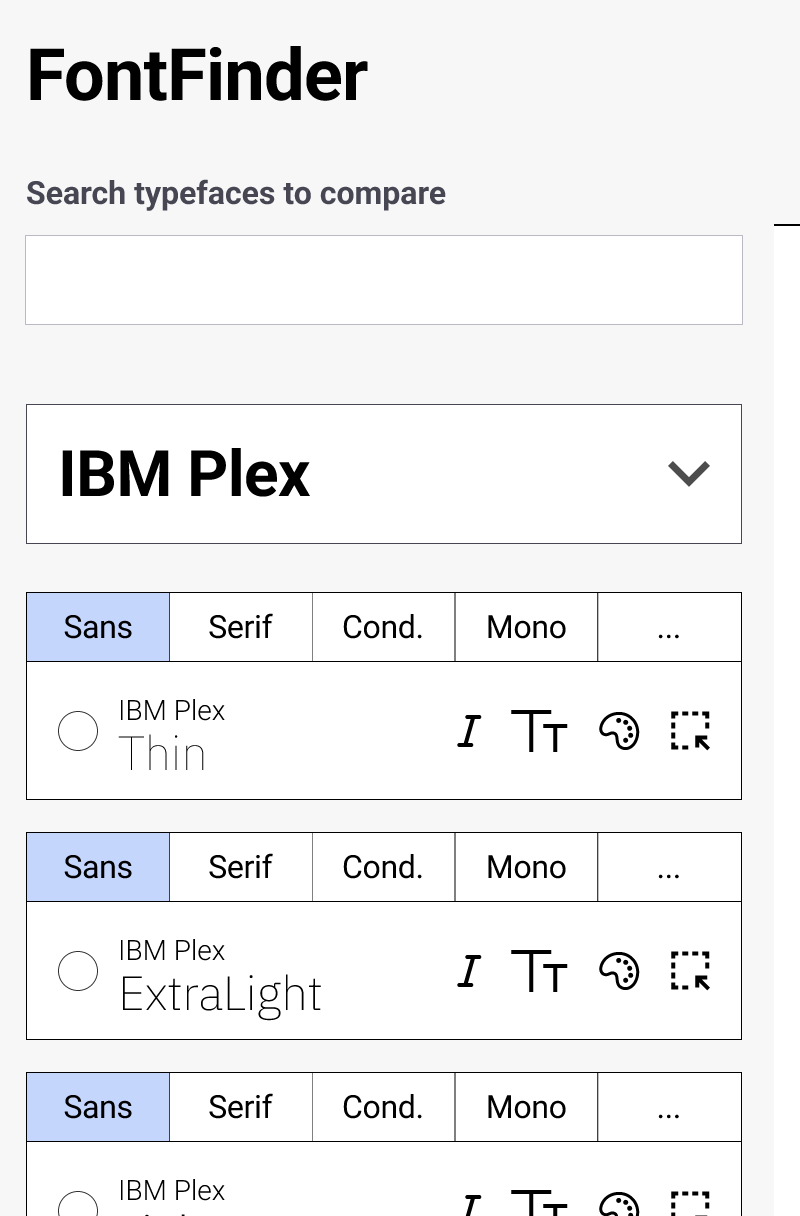 FontFinder
Search typefaces to compare
IBM Plex
Sans Serif Cond. Mono ...
IBM Plex
Thin
Sans Serif Cond. Mono ...
IBM Plex
ExtraLight
Sans Serif Cond. Mono ...
IBM Plex